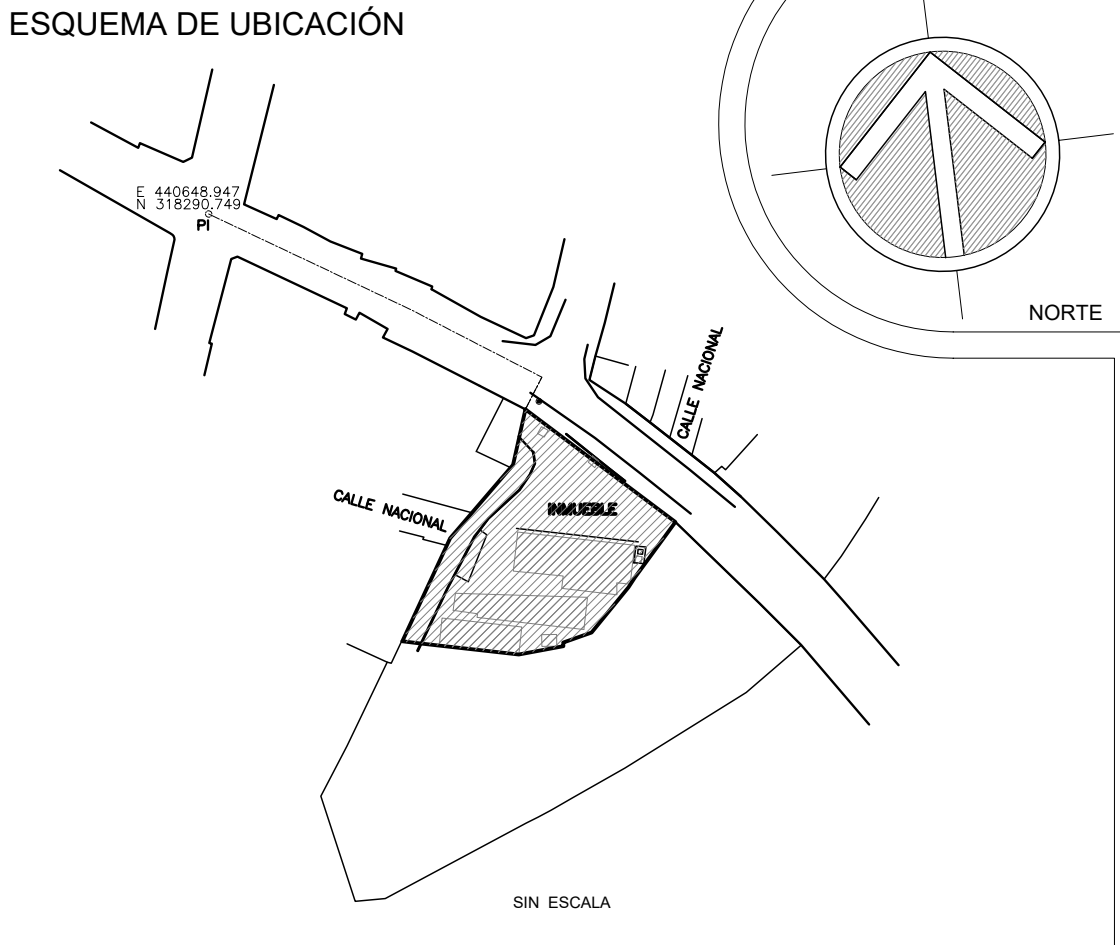 ESQUEMA DE UBICACIÓN
E 440648.947
N 318290.749
PI
NORTE
CALLE NACIONAL
CALLE NACIONAL
INMUEBLE
SIN ESCALA